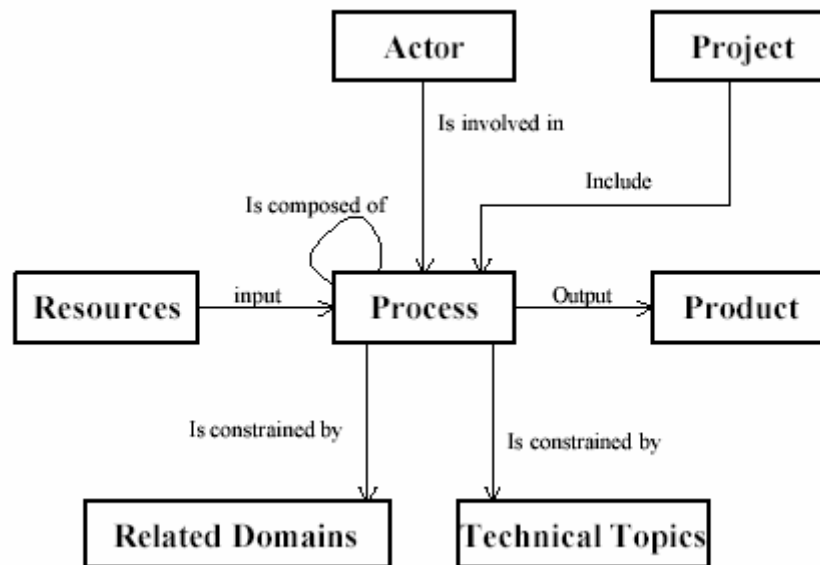 Actor
Project
Is involved in
Include
Is composed of
Resources
input
Process
Output
Product
Is constrained by
Is constrained by
Related Domains
Technical Topics